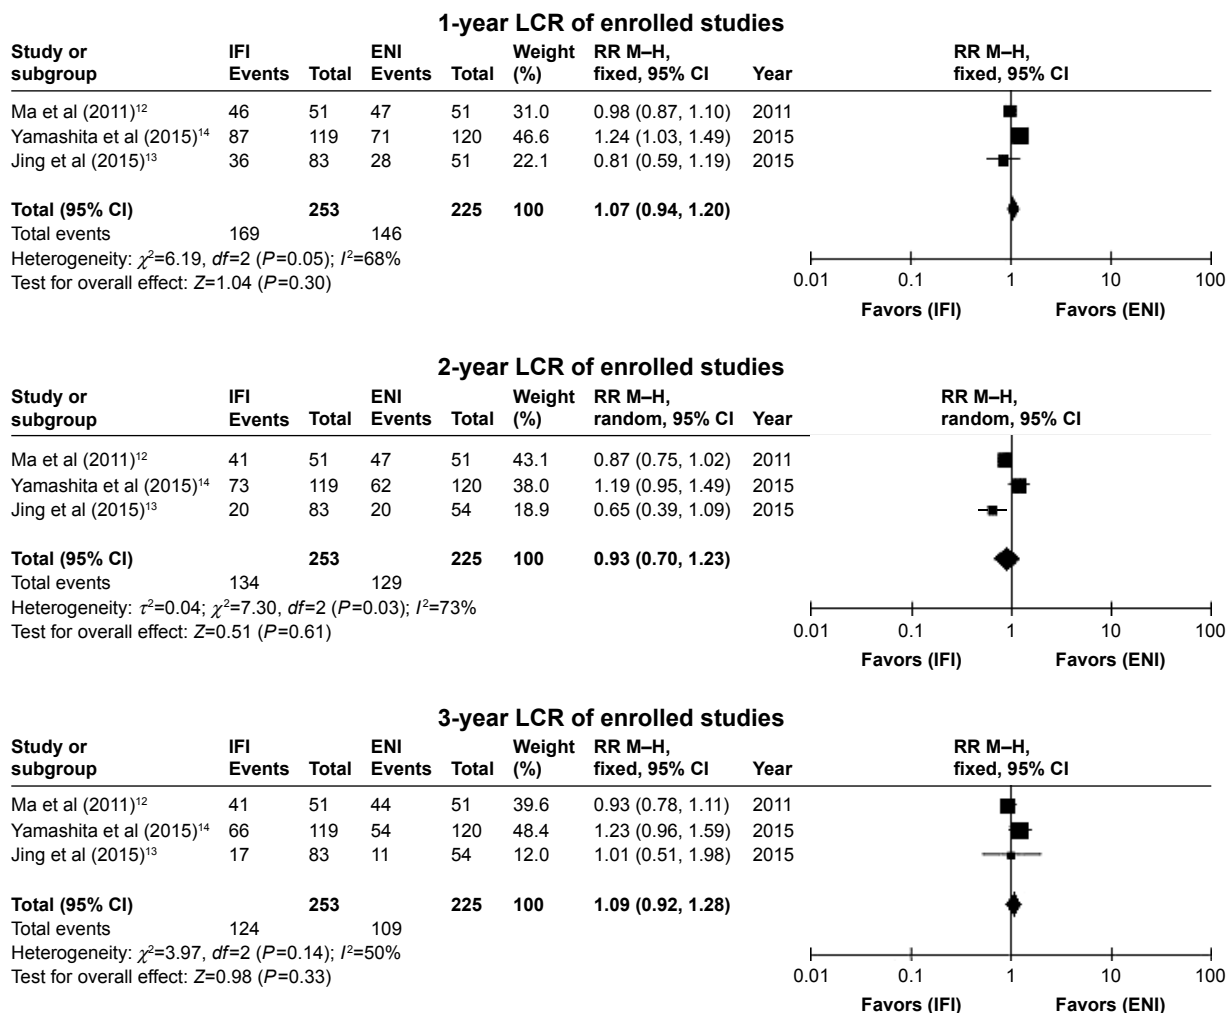 1-year LCR of enrolled studies
Study or IFI ENI Weight RR M–H, RR M–H,
subgroup Events Total Events Total (%) fixed, 95% CI Year fixed, 95% CI
Ma et al (2011)¹² 46 51 47 51 31.0 0.98 (0.87, 1.10) 2011
Yamashita et al (2015)¹⁴ 87 119 71 120 46.6 1.24 (1.03, 1.49) 2015
Jing et al (2015)¹³ 36 83 28 51 22.1 0.81 (0.59, 1.19) 2015
Total (95% CI) 253 225 100 1.07 (0.94, 1.20)
Total events 169 146
Heterogeneity: χ²=6.19, df=2 (P=0.05); I²=68%
Test for overall effect: Z=1.04 (P=0.30)
0.01 0.1 1 10 100
Favors (IFI) Favors (ENI)
2-year LCR of enrolled studies
Study or IFI ENI Weight RR M–H, RR M–H,
subgroup Events Total Events Total (%) random, 95% CI Year random, 95% CI
Ma et al (2011)¹² 41 51 47 51 43.1 0.87 (0.75, 1.02) 2011
Yamashita et al (2015)¹⁴ 73 119 62 120 38.0 1.19 (0.95, 1.49) 2015
Jing et al (2015)¹³ 20 83 20 54 18.9 0.65 (0.39, 1.09) 2015
Total (95% CI) 253 225 100 0.93 (0.70, 1.23)
Total events 134 129
Heterogeneity: τ²=0.04; χ²=7.30, df=2 (P=0.03); I²=73%
Test for overall effect: Z=0.51 (P=0.61)
0.01 0.1 1 10 100
Favors (IFI) Favors (ENI)
3-year LCR of enrolled studies
Study or IFI ENI Weight RR M–H, RR M–H,
subgroup Events Total Events Total (%) fixed, 95% CI Year fixed, 95% CI
Ma et al (2011)¹² 41 51 44 51 39.6 0.93 (0.78, 1.11) 2011
Yamashita et al (2015)¹⁴ 66 119 54 120 48.4 1.23 (0.96, 1.59) 2015
Jing et al (2015)¹³ 17 83 11 54 12.0 1.01 (0.51, 1.98) 2015
Total (95% CI) 253 225 100 1.09 (0.92, 1.28)
Total events 124 109
Heterogeneity: χ²=3.97, df=2 (P=0.14); I²=50%
Test for overall effect: Z=0.98 (P=0.33)
0.01 0.1 1 10 100
Favors (IFI) Favors (ENI)